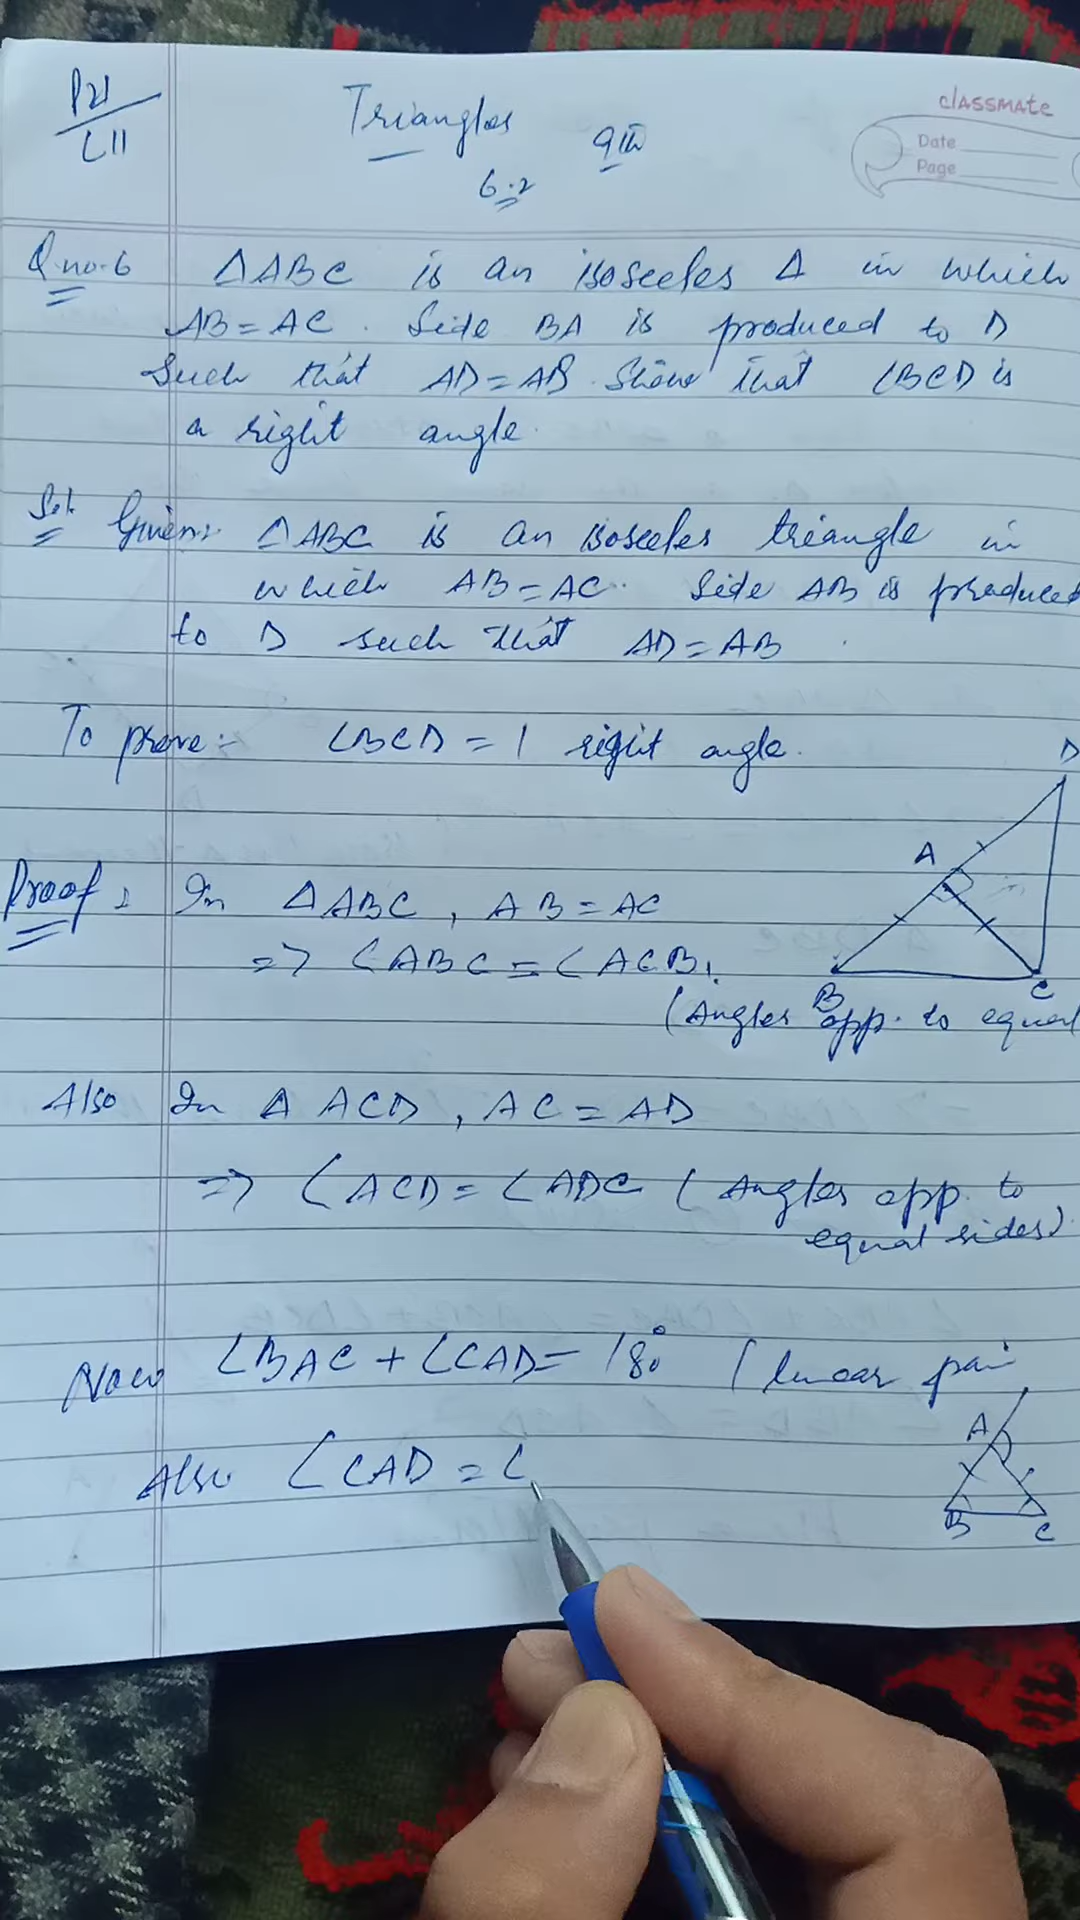 P21/L11
Triangles
9th
6.2
classmate
Date
Page
Q.no.6 ΔABC is an isosceles Δ in which
AB = AC. Side BA is produced to D
Such that AD = AB. Show that ∠BCD is
a right angle.
Sol. Given:- ΔABC is an isosceles triangle in
which AB = AC. Side AB is produced
to D such that AD = AB.
To prove:- ∠BCD = 1 right angle.
D
A
B
C
Proof: In ΔABC, AB = AC
=> ∠ABC = ∠ACB.
(Angles opp. to equal
Also In Δ ACD, AC = AD
=> ∠ACD = ∠ADC (Angles opp. to
equal sides)
Now ∠BAC + ∠CAD = 180° (linear pair
Also ∠CAD = ∠
A
B
C